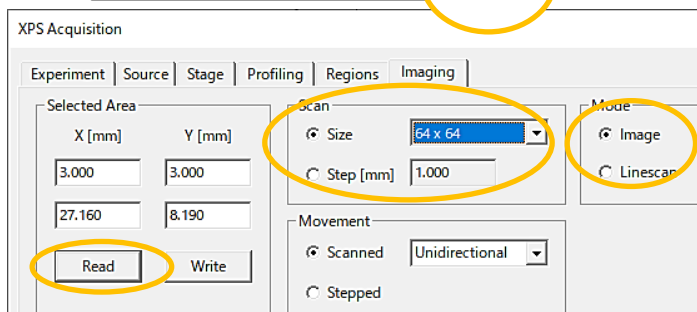 XPS Acquisition
Experiment Source Stage Profiling Regions Imaging
Selected Area
X [mm] Y [mm]
3.000 3.000
27.160 8.190
Read Write
Scan
Size 64 x 64
Step [mm] 1.000
Movement
Scanned Unidirectional
Stepped
Mode
Image
Linescan